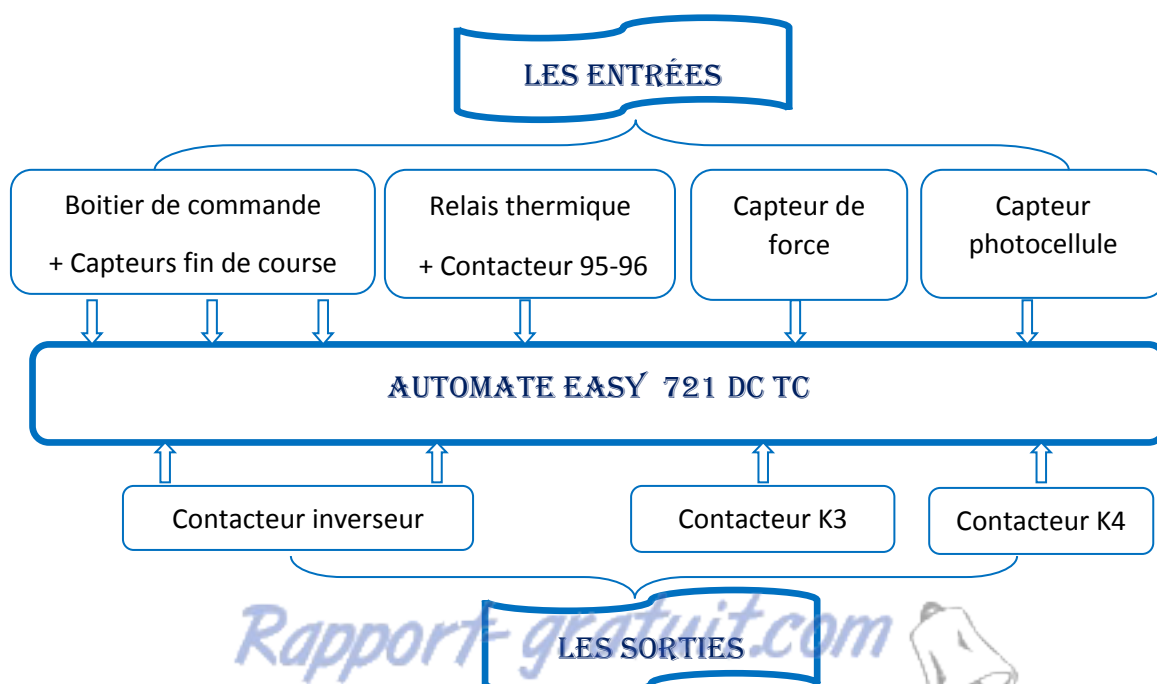 LES ENTRÉES
Boitier de commande
+ Capteurs fin de course
Relais thermique
+ Contacteur 95-96
Capteur de
force
Capteur
photocellule
AUTOMATE EASY 721 DC TC
Contacteur inverseur
Contacteur K3
Contacteur K4
Rapport-gratuit.com
LES SORTIES